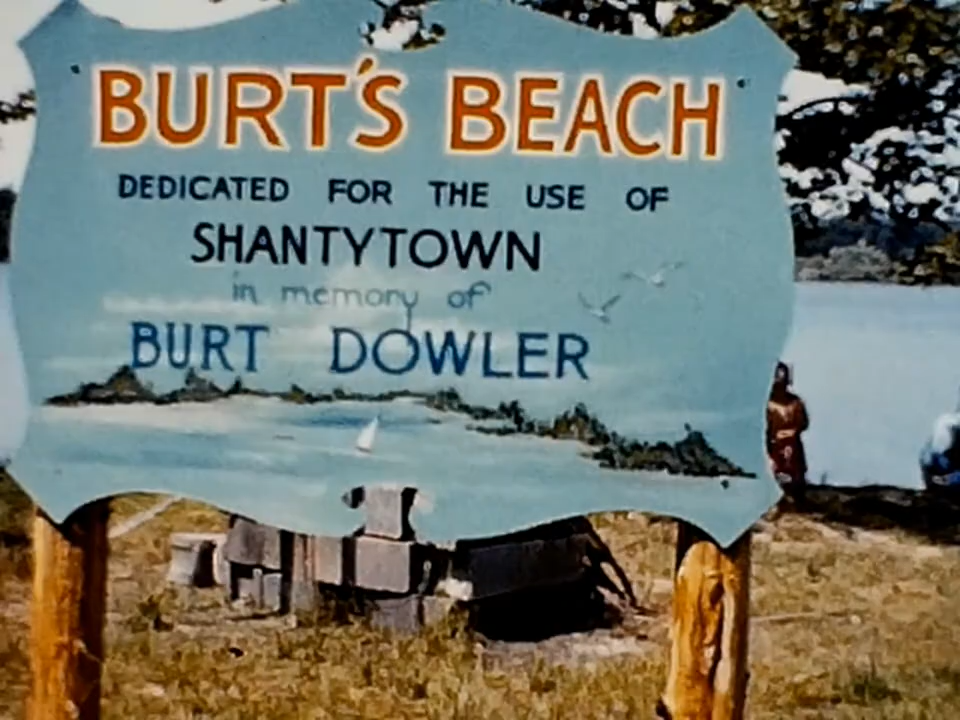 BURT'S BEACH
DEDICATED FOR THE USE OF
SHANTYTOWN
in memory of
BURT DOWLER